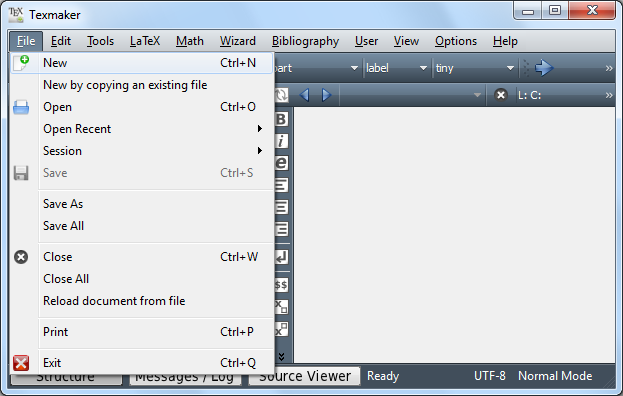 Texmaker
File Edit Tools LaTeX Math Wizard Bibliography User View Options Help
New Ctrl+N
New by copying an existing file
Open Ctrl+O
Open Recent
Session
Save Ctrl+S
Save As
Save All
Close Ctrl+W
Close All
Reload document from file
Print Ctrl+P
Exit Ctrl+Q
part label tiny »
L: C: »
B
i
e
$$
Structure Messages / Log Source Viewer Ready UTF-8 Normal Mode